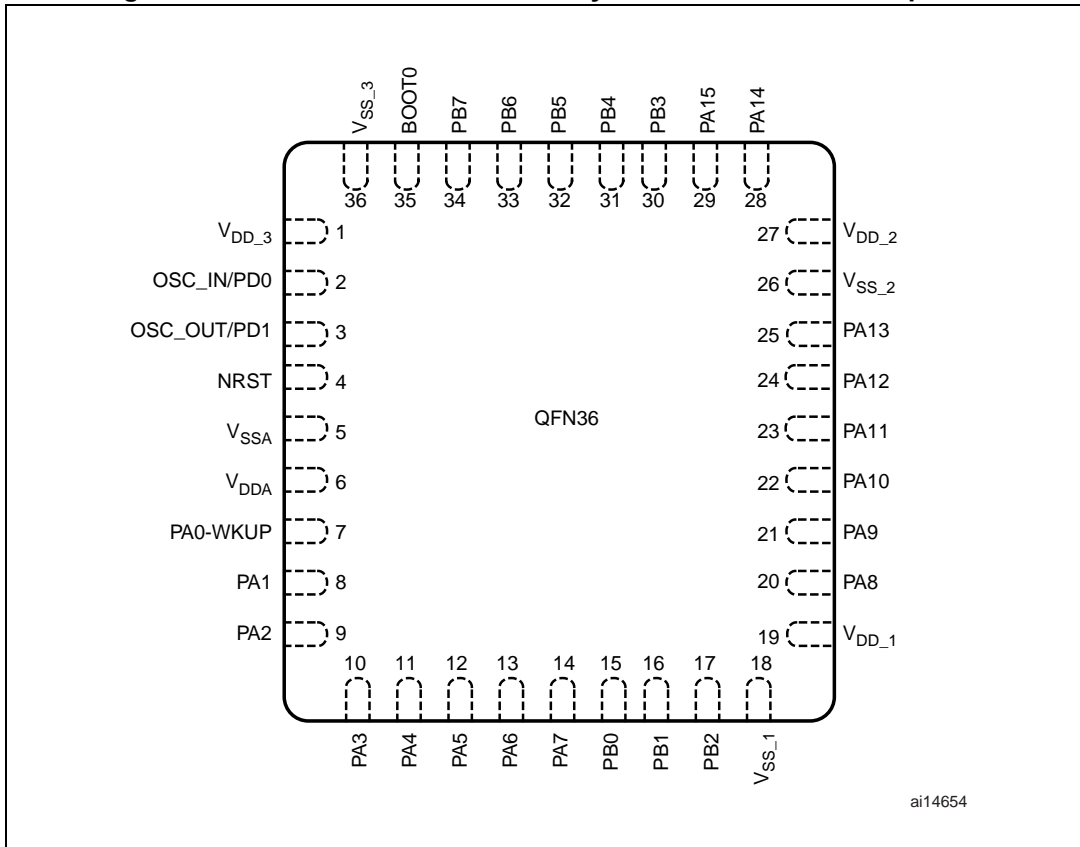 VSS_3
BOOT0
PB7
PB6
PB5
PB4
PB3
PA15
PA14
36 35 34 33 32 31 30 29 28
VDD_3 1
27 VDD_2
OSC_IN/PD0 2
26 VSS_2
OSC_OUT/PD1 3
25 PA13
NRST 4
24 PA12
QFN36
VSSA 5
23 PA11
VDDA 6
22 PA10
PA0-WKUP 7
21 PA9
PA1 8
20 PA8
PA2 9
19 VDD_1
10 11 12 13 14 15 16 17 18
PA3
PA4
PA5
PA6
PA7
PB0
PB1
PB2
VSS_1
ai14654